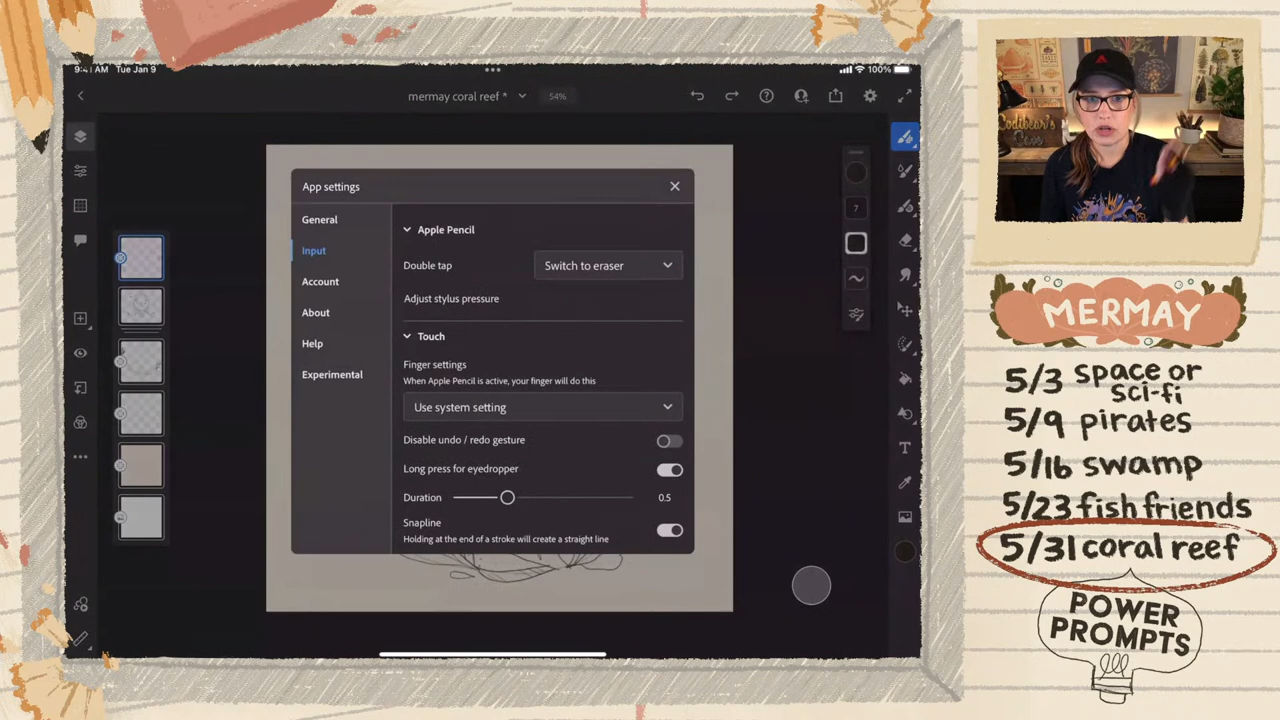 9:41 AM Tue Jan 9
100%
mermay coral reef *
54%
App settings
General
Input
Account
About
Help
Experimental
Apple Pencil
Double tap
Switch to eraser
Adjust stylus pressure
Touch
Finger settings
When Apple Pencil is active, your finger will do this
Use system setting
Disable undo / redo gesture
Long press for eyedropper
Duration
0.5
Snapline
Holding at the end of a stroke will create a straight line
7
T
MERMAY
5/3 space or
sci-fi
5/9 pirates
5/16 swamp
5/23 fish friends
5/31 coral reef
POWER
PROMPTS